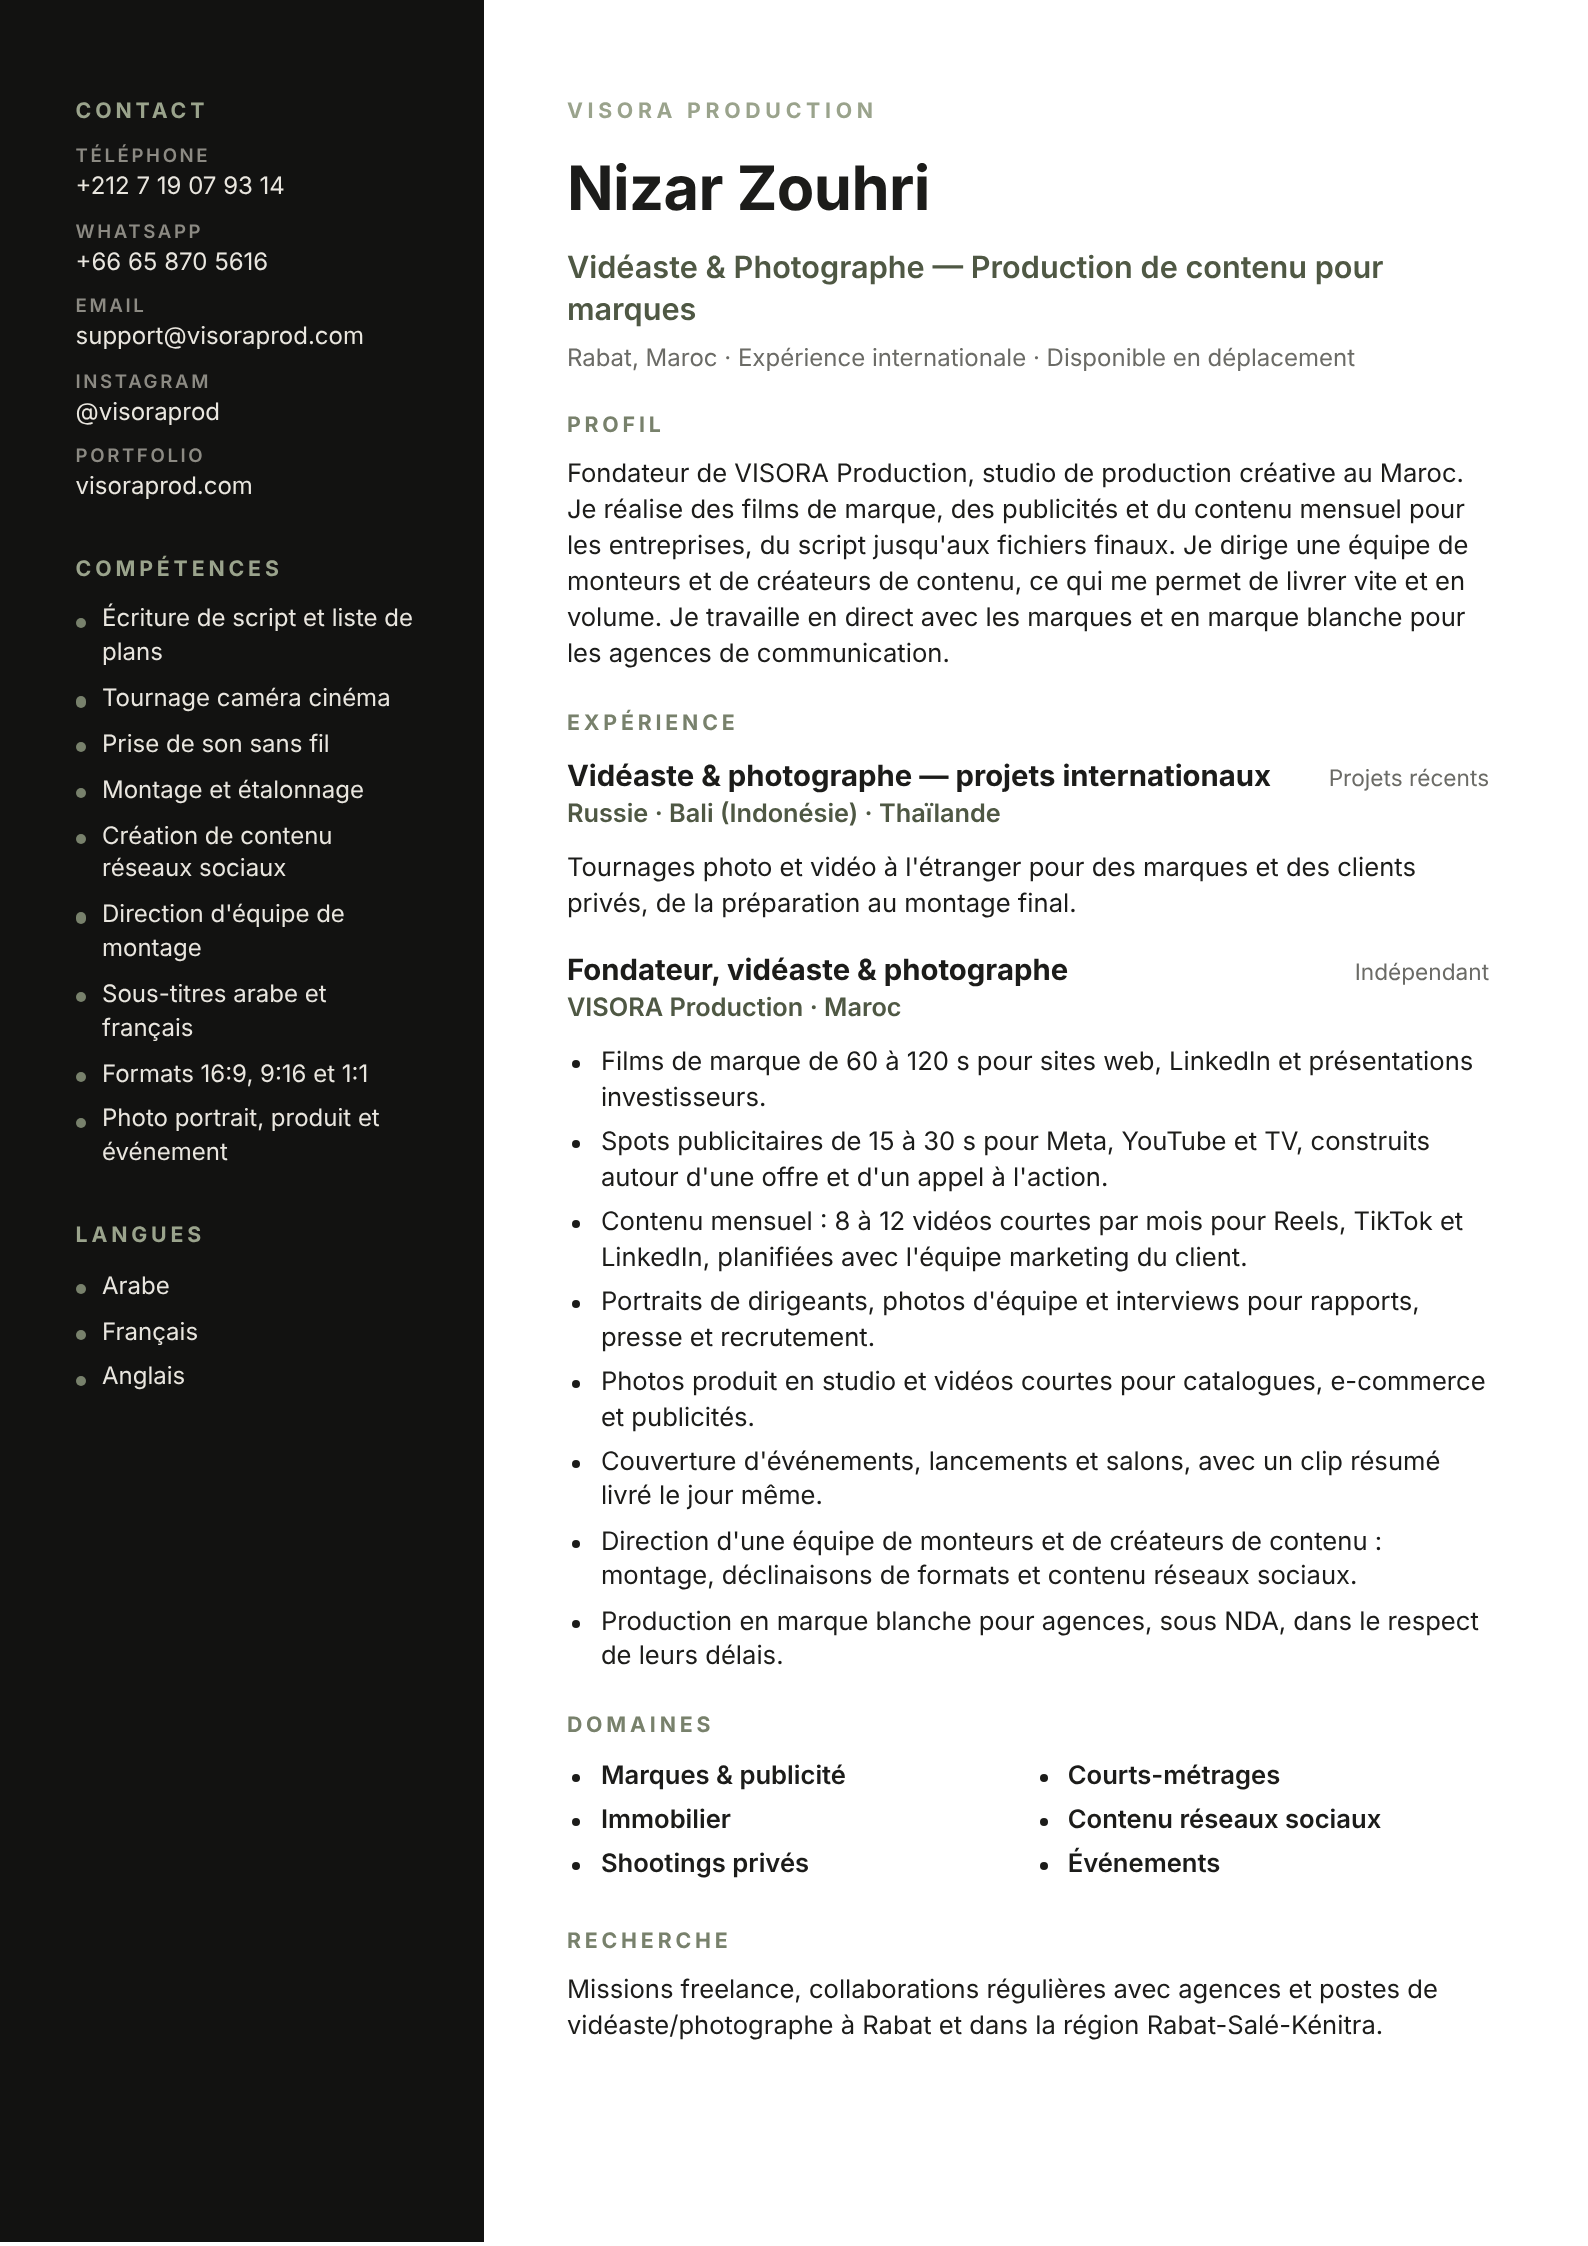 CONTACT
TÉLÉPHONE
+212 7 19 07 93 14
WHATSAPP
+66 65 870 5616
EMAIL
support@visoraprod.com
INSTAGRAM
@visoraprod
PORTFOLIO
visoraprod.com
COMPÉTENCES
• Écriture de script et liste de
plans
• Tournage caméra cinéma
• Prise de son sans fil
• Montage et étalonnage
• Création de contenu
réseaux sociaux
• Direction d'équipe de
montage
• Sous-titres arabe et
français
• Formats 16:9, 9:16 et 1:1
• Photo portrait, produit et
événement
LANGUES
• Arabe
• Français
• Anglais
VISORA PRODUCTION
Nizar Zouhri
Vidéaste & Photographe — Production de contenu pour
marques
Rabat, Maroc · Expérience internationale · Disponible en déplacement
PROFIL
Fondateur de VISORA Production, studio de production créative au Maroc.
Je réalise des films de marque, des publicités et du contenu mensuel pour
les entreprises, du script jusqu'aux fichiers finaux. Je dirige une équipe de
monteurs et de créateurs de contenu, ce qui me permet de livrer vite et en
volume. Je travaille en direct avec les marques et en marque blanche pour
les agences de communication.
EXPÉRIENCE
Vidéaste & photographe — projets internationaux Projets récents
Russie · Bali (Indonésie) · Thaïlande
Tournages photo et vidéo à l'étranger pour des marques et des clients
privés, de la préparation au montage final.
Fondateur, vidéaste & photographe Indépendant
VISORA Production · Maroc
• Films de marque de 60 à 120 s pour sites web, LinkedIn et présentations
investisseurs.
• Spots publicitaires de 15 à 30 s pour Meta, YouTube et TV, construits
autour d'une offre et d'un appel à l'action.
• Contenu mensuel : 8 à 12 vidéos courtes par mois pour Reels, TikTok et
LinkedIn, planifiées avec l'équipe marketing du client.
• Portraits de dirigeants, photos d'équipe et interviews pour rapports,
presse et recrutement.
• Photos produit en studio et vidéos courtes pour catalogues, e-commerce
et publicités.
• Couverture d'événements, lancements et salons, avec un clip résumé
livré le jour même.
• Direction d'une équipe de monteurs et de créateurs de contenu :
montage, déclinaisons de formats et contenu réseaux sociaux.
• Production en marque blanche pour agences, sous NDA, dans le respect
de leurs délais.
DOMAINES
• Marques & publicité
• Immobilier
• Shootings privés
• Courts-métrages
• Contenu réseaux sociaux
• Événements
RECHERCHE
Missions freelance, collaborations régulières avec agences et postes de
vidéaste/photographe à Rabat et dans la région Rabat-Salé-Kénitra.